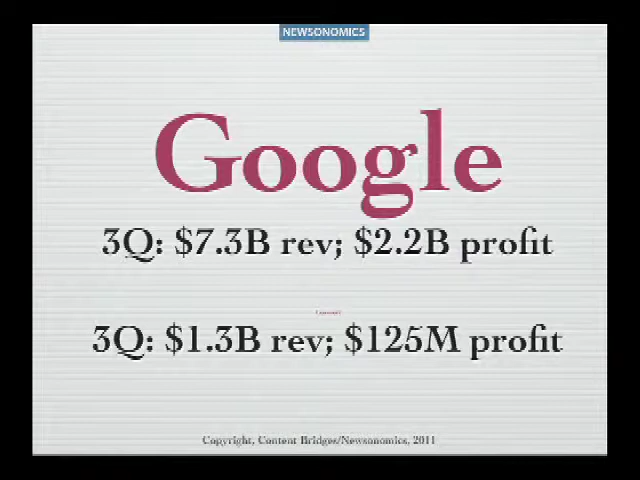 NEWSONOMICS
Google
3Q: $7.3B rev; $2.2B profit
3Q: $1.3B rev; $125M profit
Copyright, Content Bridges/Newsonomics, 2011